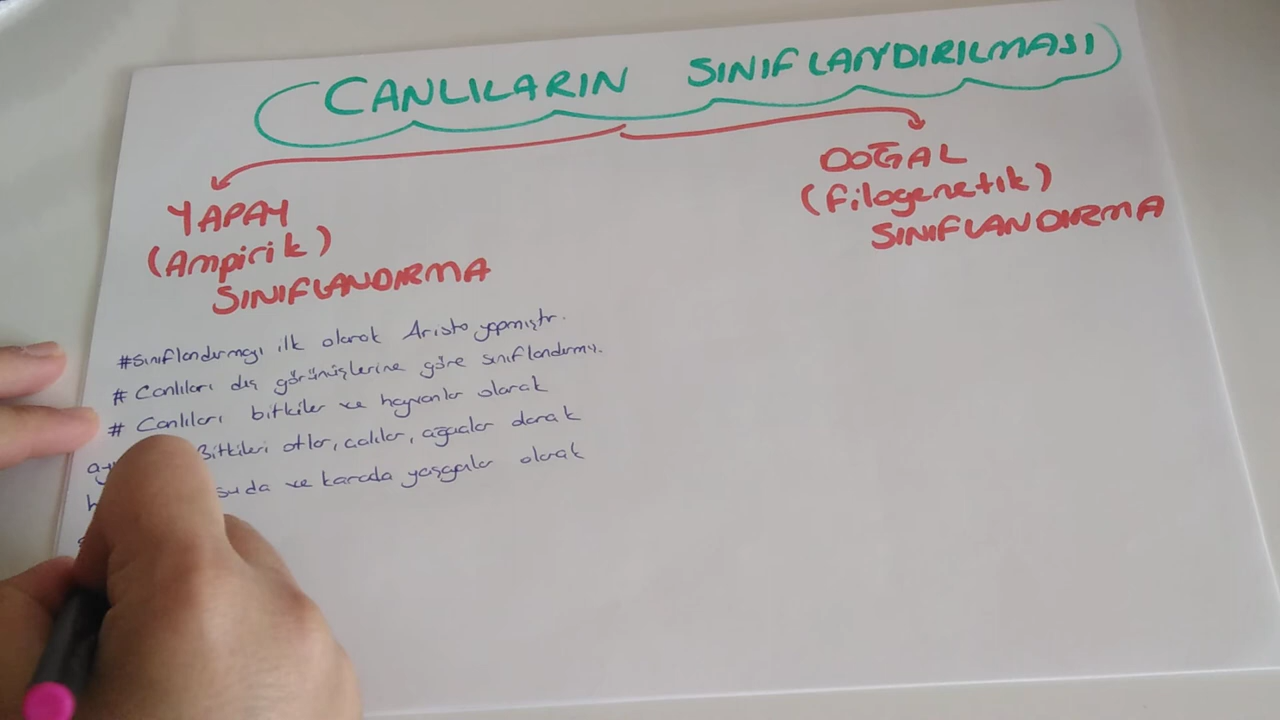 CANLILARIN SINIFLANDIRILMASI
YAPAY
(Ampirik)
SINIFLANDIRMA
DOĞAL
(filogenetik)
SINIFLANDIRMA
#Sınıflandırmayı ilk olarak Aristo yapmıştır.
# Canlıları dış görünüşlerine göre sınıflandırmış.
# Canlıları bitkiler ve hayvanlar olarak
Bitkileri otlar, çalılar, ağaçlar olarak
suda ve karada yaşayanlar olarak